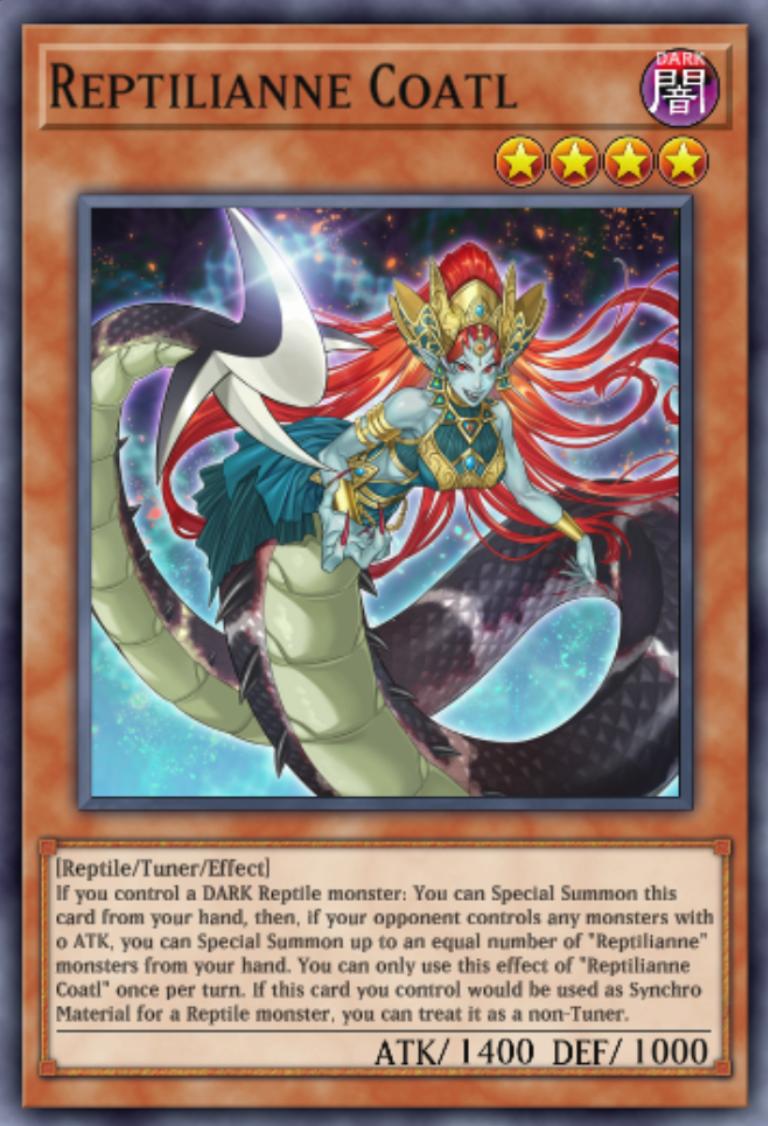 Reptilianne Coatl
DARK
闇
[Reptile/Tuner/Effect]
If you control a DARK Reptile monster: You can Special Summon this
card from your hand, then, if your opponent controls any monsters with
0 ATK, you can Special Summon up to an equal number of "Reptilianne"
monsters from your hand. You can only use this effect of "Reptilianne
Coatl" once per turn. If this card you control would be used as Synchro
Material for a Reptile monster, you can treat it as a non-Tuner.
ATK/ 1400 DEF/ 1000